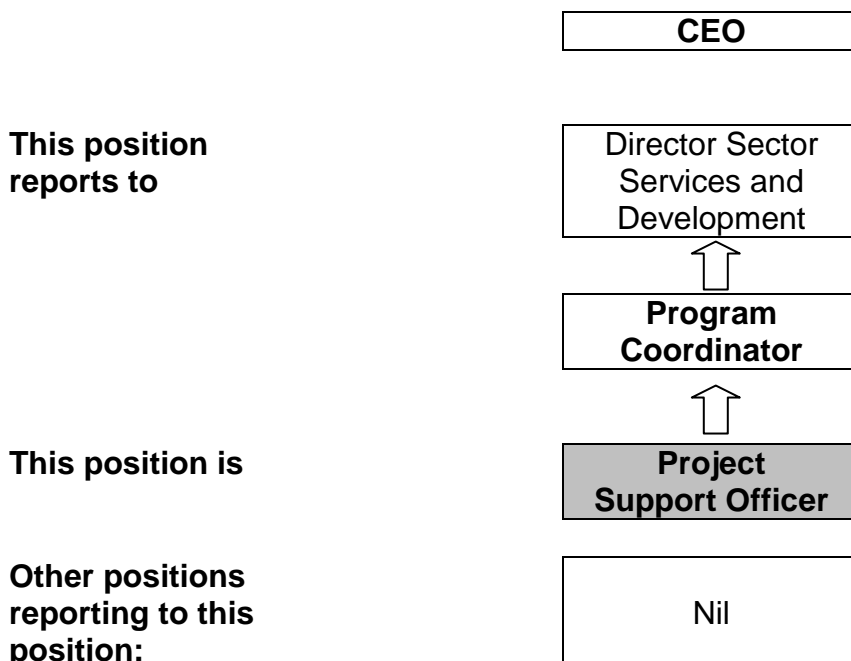 CEO
This position
reports to
Director Sector
Services and
Development
Program
Coordinator
This position is
Project
Support Officer
Other positions
reporting to this
position:
Nil